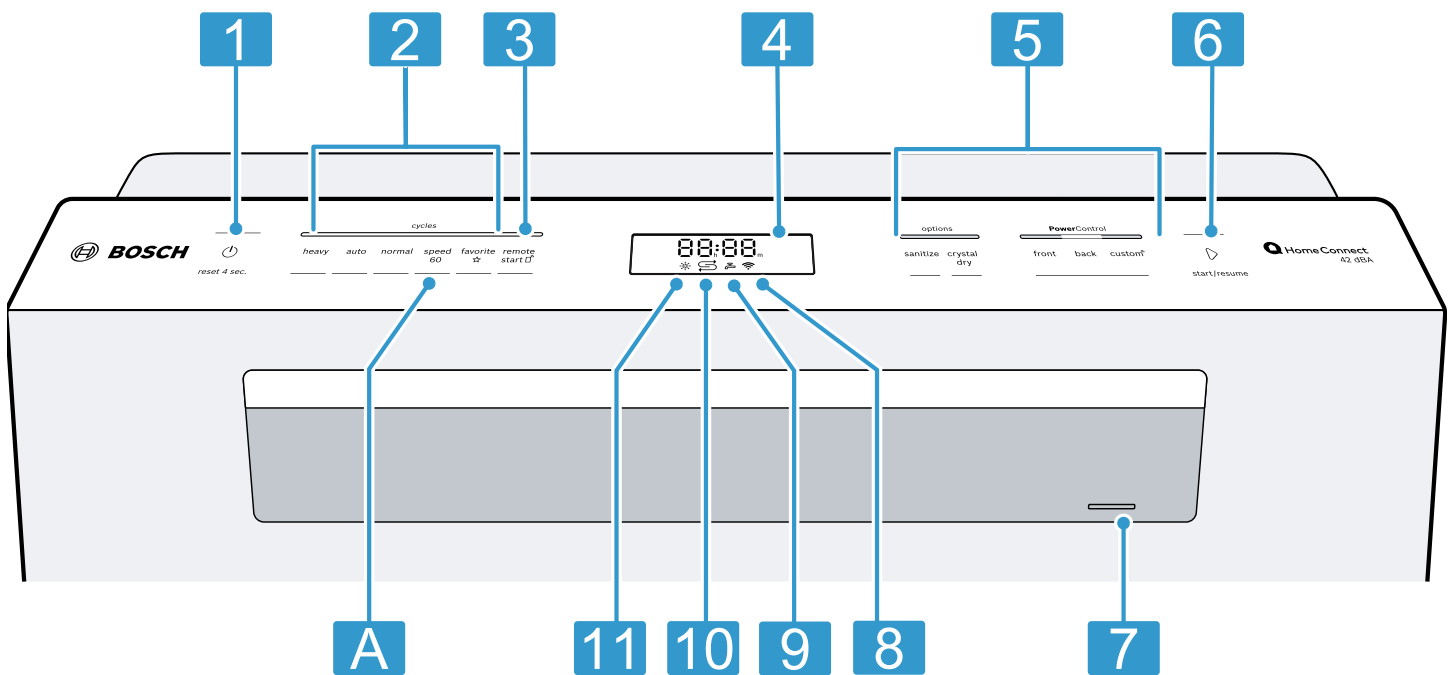 1 2 3 4 5 6
cycles
options PowerControl
BOSCH
heavy auto normal speed 60 favorite remote start
88:88
h m
sanitize crystal dry
front back custom
HomeConnect
42 dBA
reset 4 sec.
start/resume
A 11 10 9 8 7